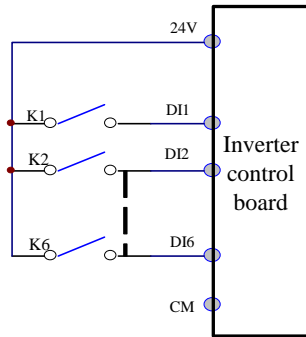 24V
K1
DI1
K2
DI2
Inverter
control
board
K6
DI6
CM